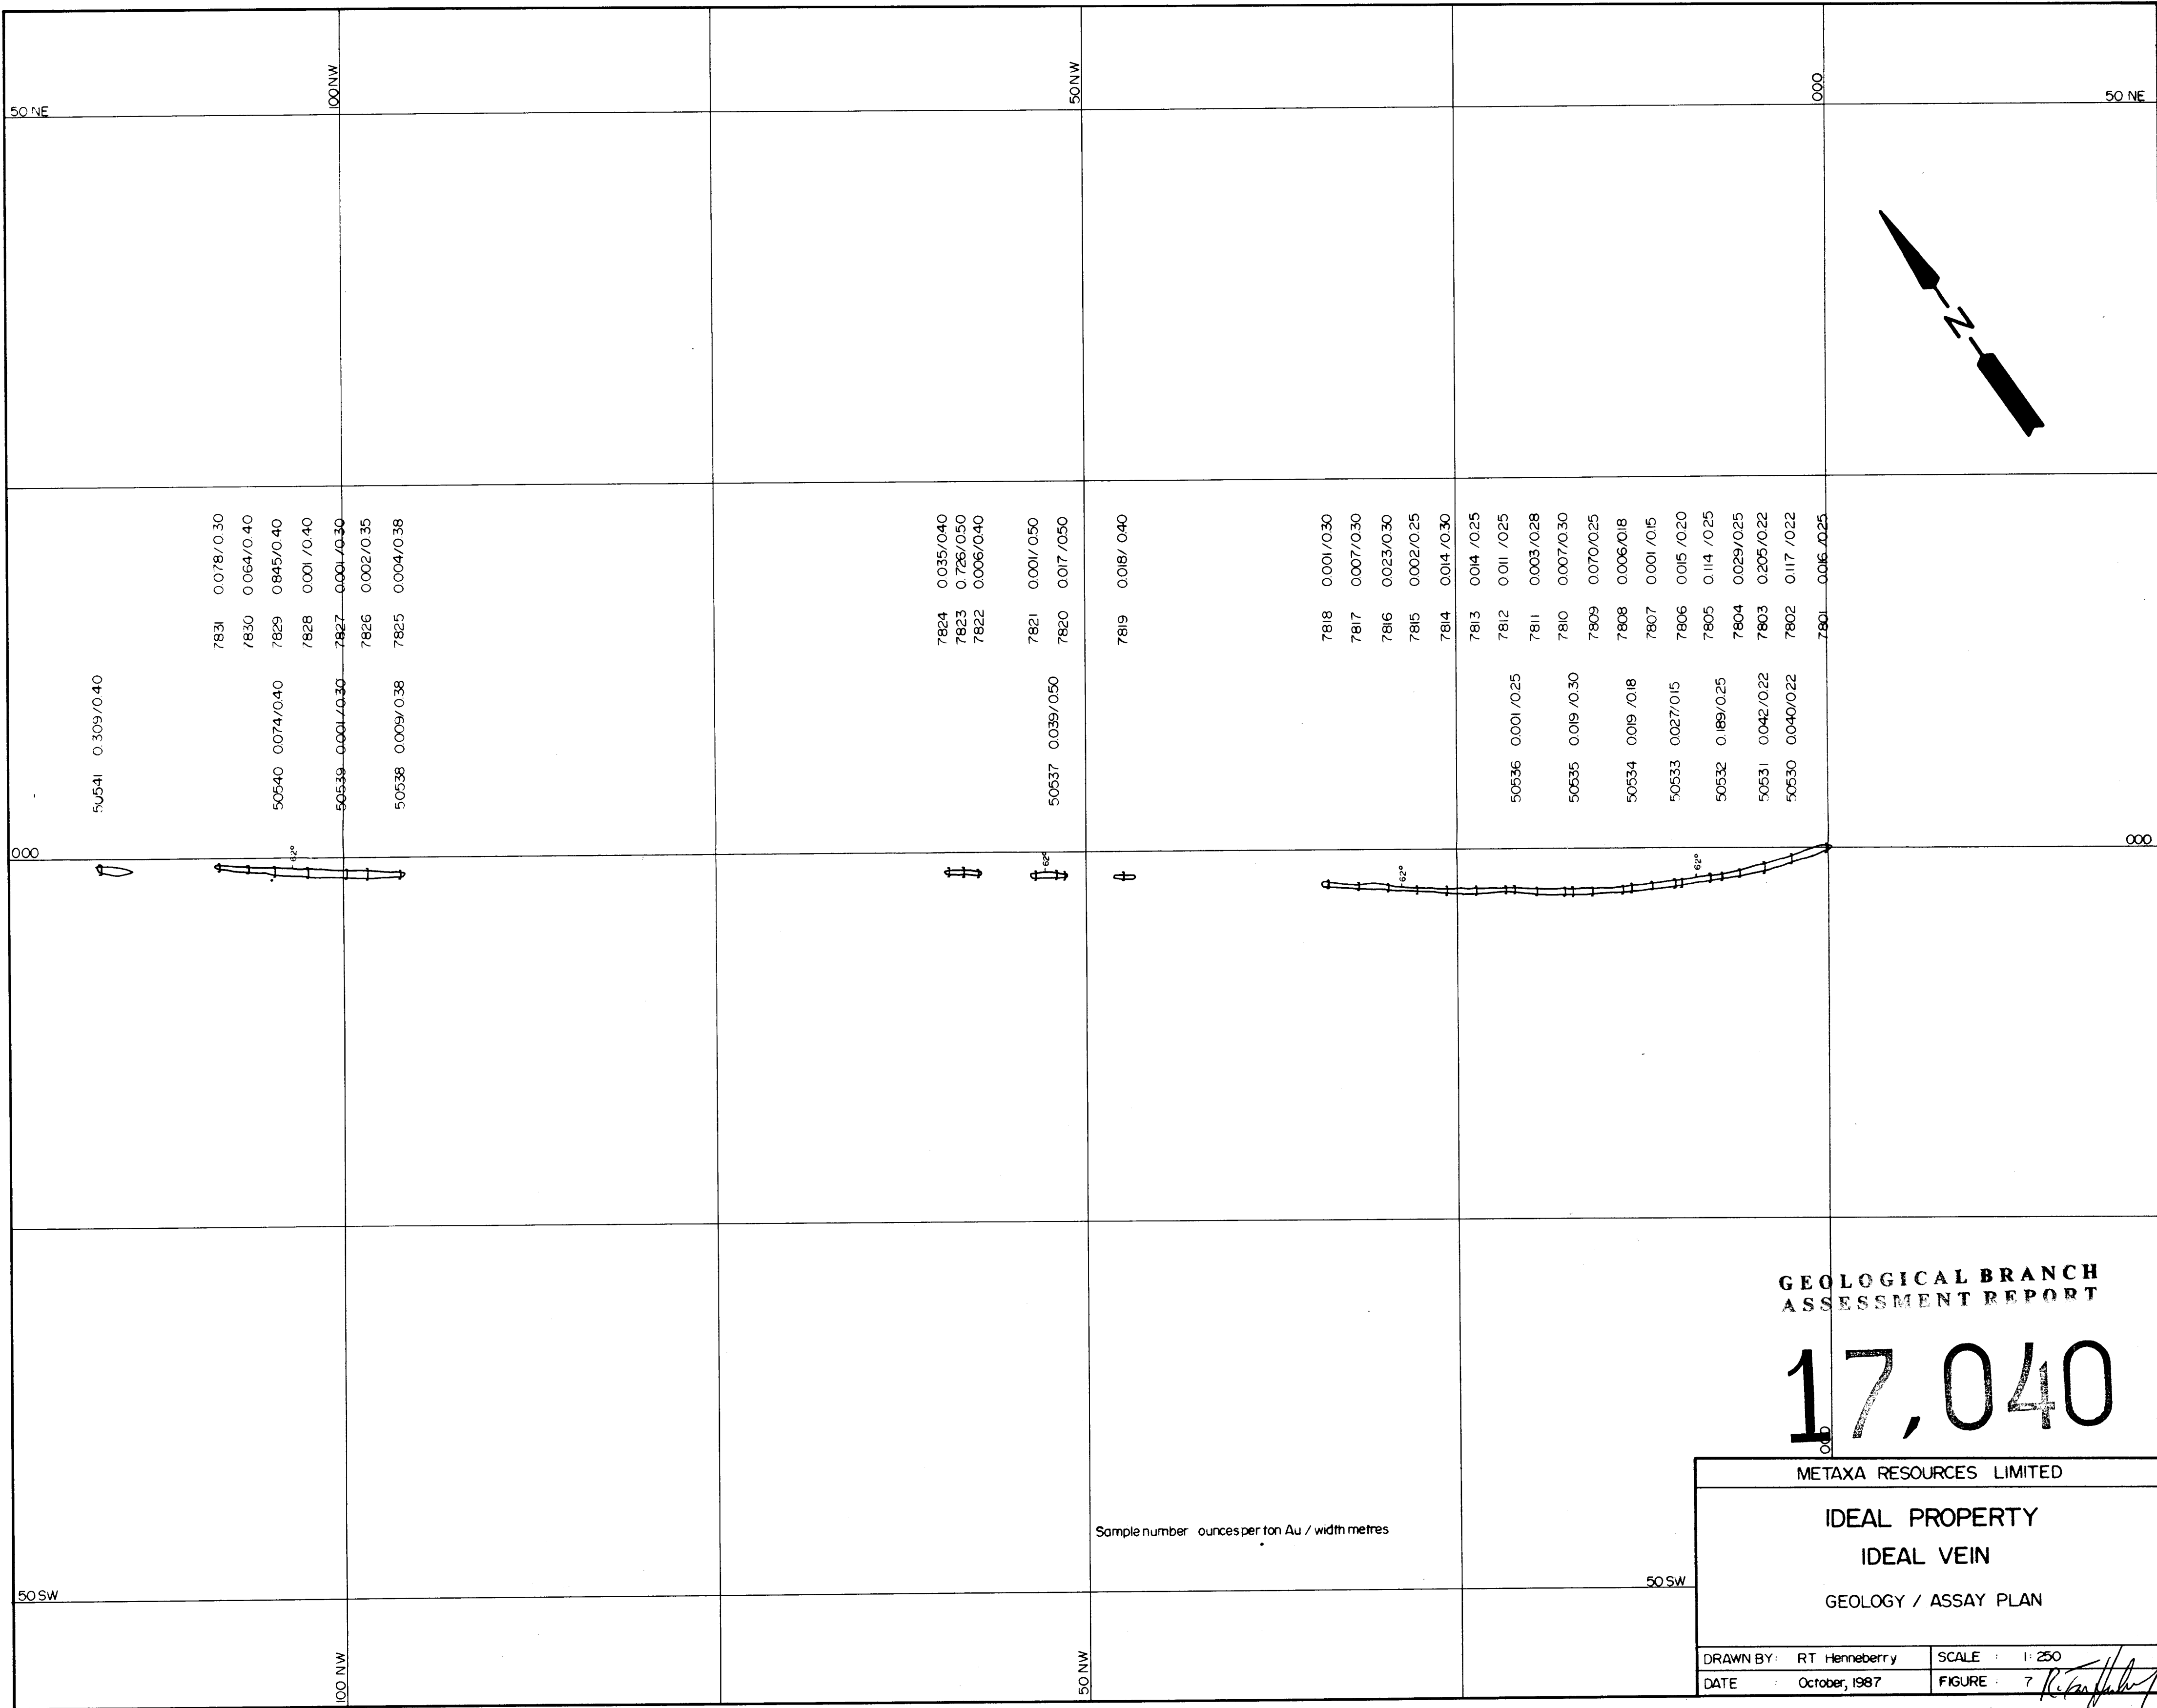 100 NW
50 NW
000
50 NE
50 NE
7831 0.078/0.30
7830 0.064/0.40
7829 0.845/0.40
7828 0.001/0.40
7827 0.001/0.30
7826 0.002/0.35
7825 0.004/0.38
7824 0.035/0.40
7823 0.726/0.50
7822 0.006/0.40
7821 0.001/0.50
7820 0.017/0.50
7819 0.018/0.40
7818 0.001/0.30
7817 0.007/0.30
7816 0.023/0.30
7815 0.002/0.25
7814 0.014/0.30
7813 0.014/0.25
7812 0.011/0.25
7811 0.003/0.28
7810 0.007/0.30
7809 0.070/0.25
7808 0.006/0.18
7807 0.001/0.15
7806 0.015/0.20
7805 0.114/0.25
7804 0.029/0.25
7803 0.205/0.22
7802 0.117/0.22
7801 0.016/0.25
50541 0.309/0.40
50540 0.074/0.40
50539 0.001/0.30
50538 0.009/0.38
50537 0.039/0.50
50536 0.001/0.25
50535 0.019/0.30
50534 0.019/0.18
50533 0.027/0.15
50532 0.189/0.25
50531 0.042/0.22
50530 0.040/0.22
N
000
000
62°
62°
62°
62°
GEOLOGICAL BRANCH
ASSESSMENT REPORT
17,040
000
METAXA RESOURCES LIMITED
IDEAL PROPERTY
IDEAL VEIN
GEOLOGY / ASSAY PLAN
DRAWN BY: RT Henneberry
SCALE : 1:250
DATE : October, 1987
FIGURE : 7
Sample number ounces per ton Au / width metres
50 SW
50 SW
100 NW
50 NW